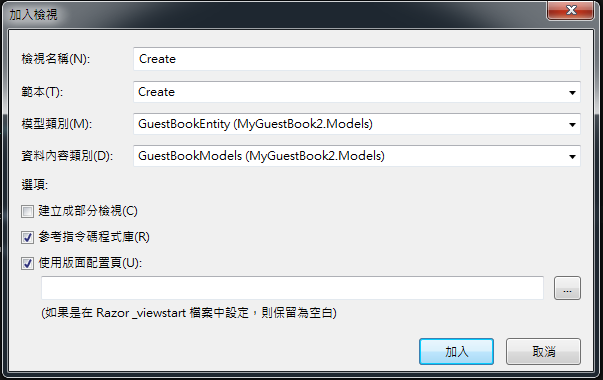 加入檢視
檢視名稱(N): Create
範本(T): Create
模型類別(M): GuestBookEntity (MyGuestBook2.Models)
資料內容類別(D): GuestBookModels (MyGuestBook2.Models)
選項:
建立成部分檢視(C)
參考指令碼程式庫(R)
使用版面配置頁(U):
...
(如果是在 Razor _viewstart 檔案中設定，則保留為空白)
加入 取消